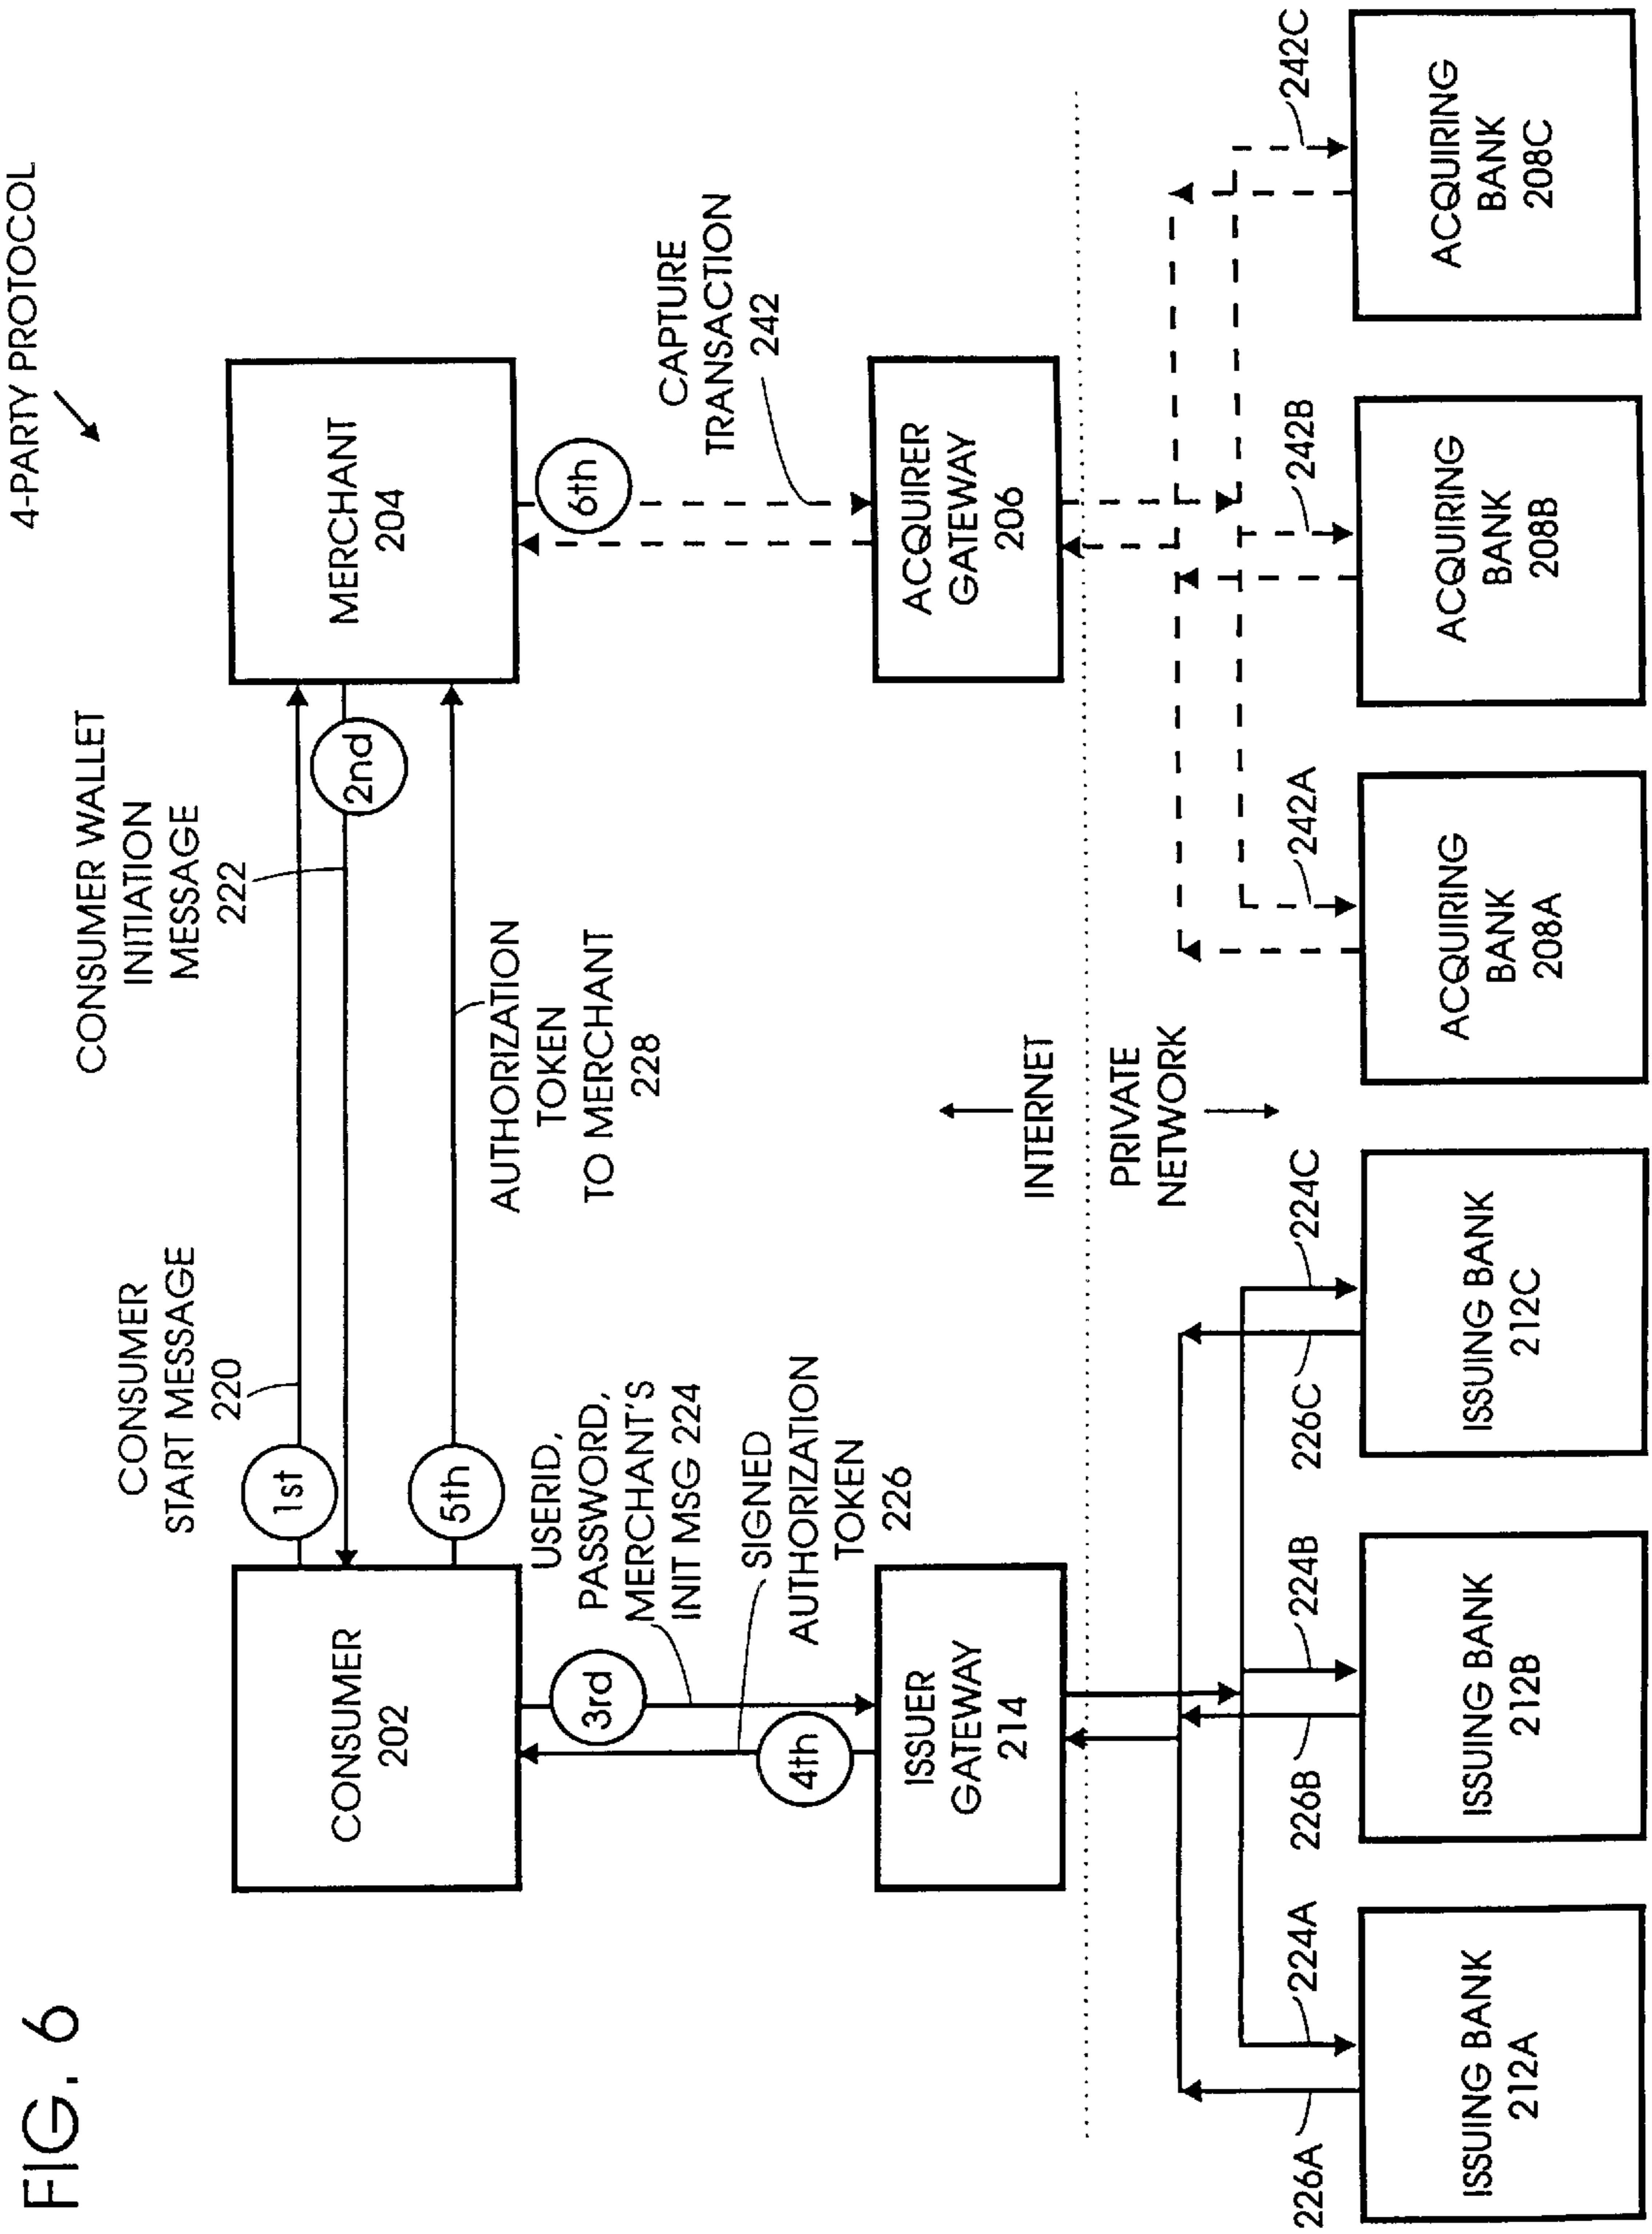 FIG. 6
4-PARTY PROTOCOL
CONSUMER
START MESSAGE
220
CONSUMER WALLET
INITIATION
MESSAGE
222
1st
2nd
5th
CONSUMER
202
MERCHANT
204
AUTHORIZATION
TOKEN
TO MERCHANT
228
3rd
USERID,
PASSWORD,
MERCHANT'S
INIT MSG 224
4th
SIGNED
AUTHORIZATION
TOKEN
226
6th
CAPTURE
TRANSACTION
242
ISSUER
GATEWAY
214
ACQUIRER
GATEWAY
206
INTERNET
PRIVATE
NETWORK
226A
224A
226B
224B
226C
224C
242A
242B
242C
ISSUING BANK
212A
ISSUING BANK
212B
ISSUING BANK
212C
ACQUIRING
BANK
208A
ACQUIRING
BANK
208B
ACQUIRING
BANK
208C